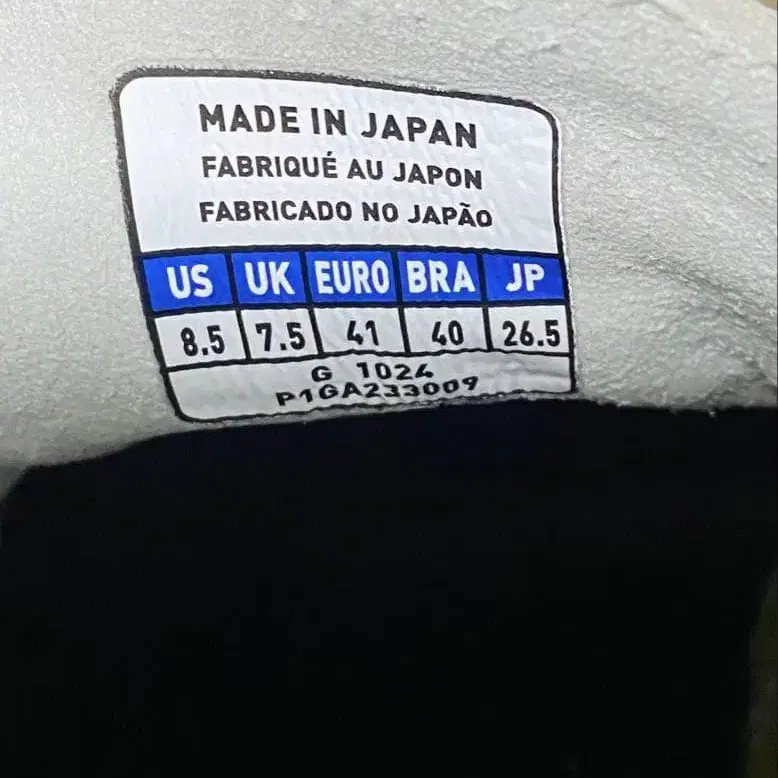 MADE IN JAPAN
FABRIQUÉ AU JAPON
FABRICADO NO JAPÃO
US UK EURO BRA JP
8.5 7.5 41 40 26.5
G 1024
P1GA233009